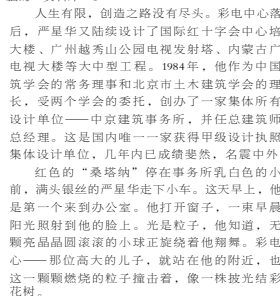 人生有限，创造之路没有尽头。彩电中心落
后，严星华又陆续设计了国际红十字会中心培
大楼、广州越秀山公园电视发射塔、内蒙古广
电视大楼等大中型工程。1984年，他作为中国
筑学会的常务理事和北京市土木建筑学会的理
长，受两个学会的委托，创办了一家集体所有
设计单位——中京建筑事务所，并任总建筑师
总经理。这是国内唯一一家获得甲级设计执照
集体设计单位，几年内已成绩斐然，名震中外
红色的“桑塔纳”停在事务所乳白色的小
前，满头银丝的严星华走下小车。这天早上，他
是第一个来到办公室。他打开窗子，一束晨
阳光照射到他的脸上。光是粒子，他知道，无
颗亮晶晶圆滚滚的小球正旋绕着他翔舞。彩电
心——那位高大的儿子，就站在他的附近，也
这一颗颗燃烧的粒子撞击着，像一株披光结彩
花树。